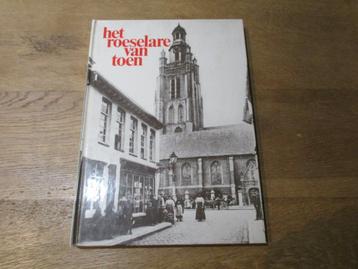 het
roeselare
van
toen